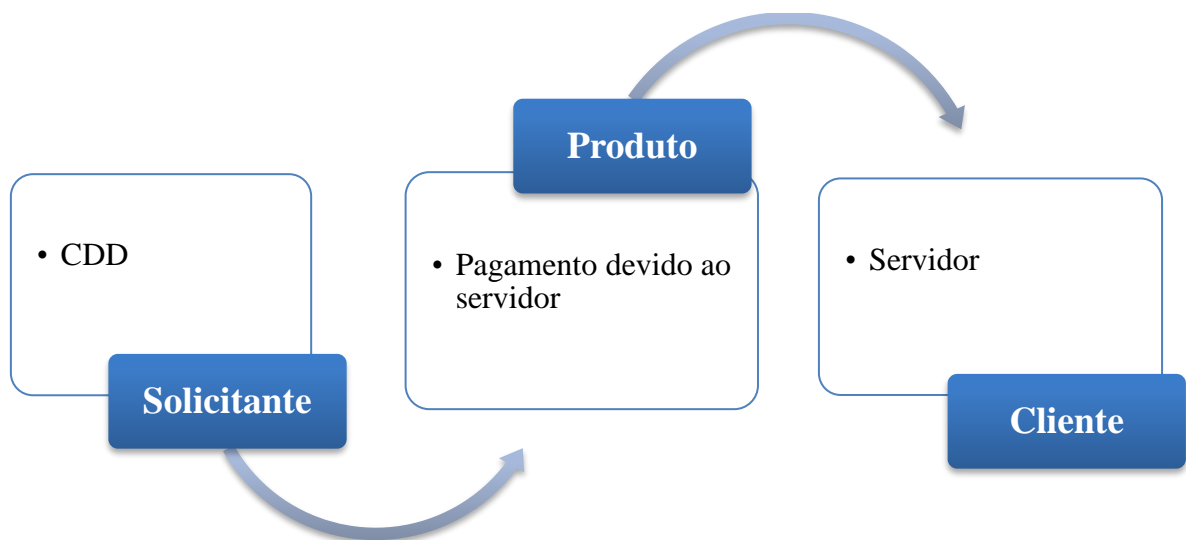 • CDD
Solicitante
Produto
• Pagamento devido ao
servidor
• Servidor
Cliente